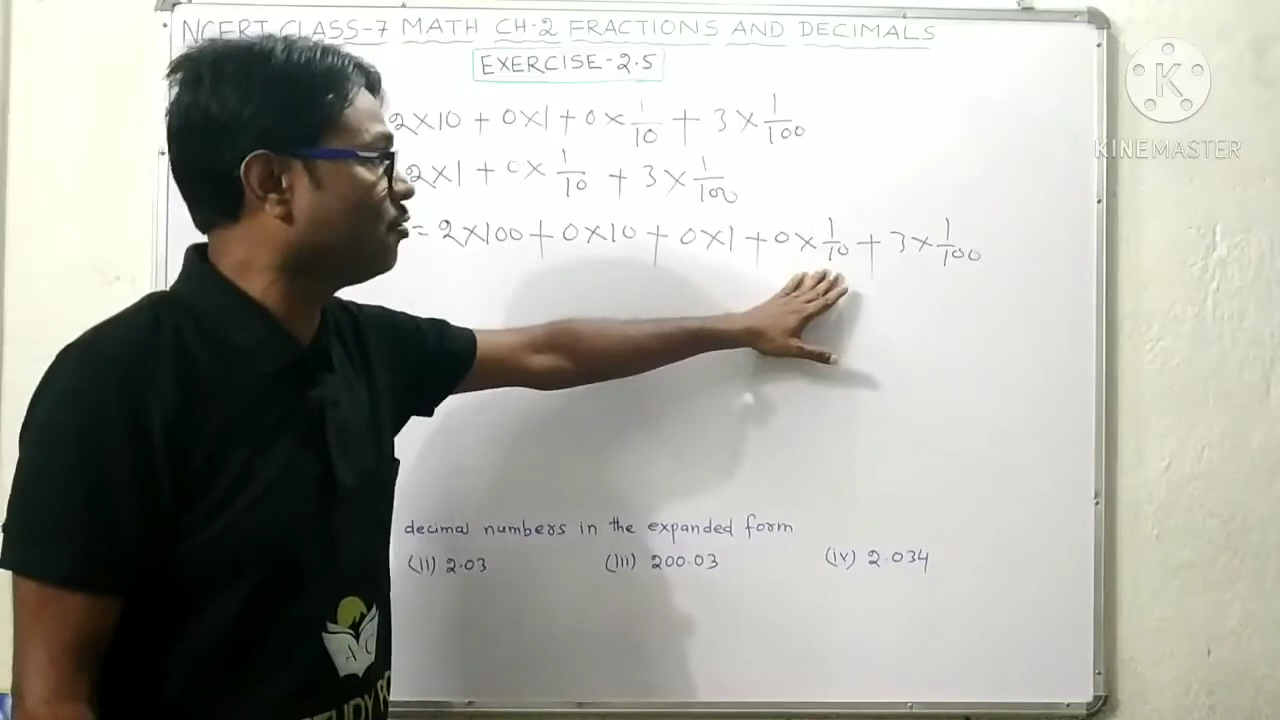 NCERT CLASS-7 MATH CH-2 FRACTIONS AND DECIMALS
EXERCISE-2.5
2×10 + 0×1 + 0×1/10 + 3×1/100
2×1 + 0×1/10 + 3×1/100
= 2×100 + 0×10 + 0×1 + 0×1/10 + 3×1/100
decimal numbers in the expanded form
(ii) 2.03 (iii) 200.03 (iv) 2.034
K
KINEMASTER
A C
STUDY PO